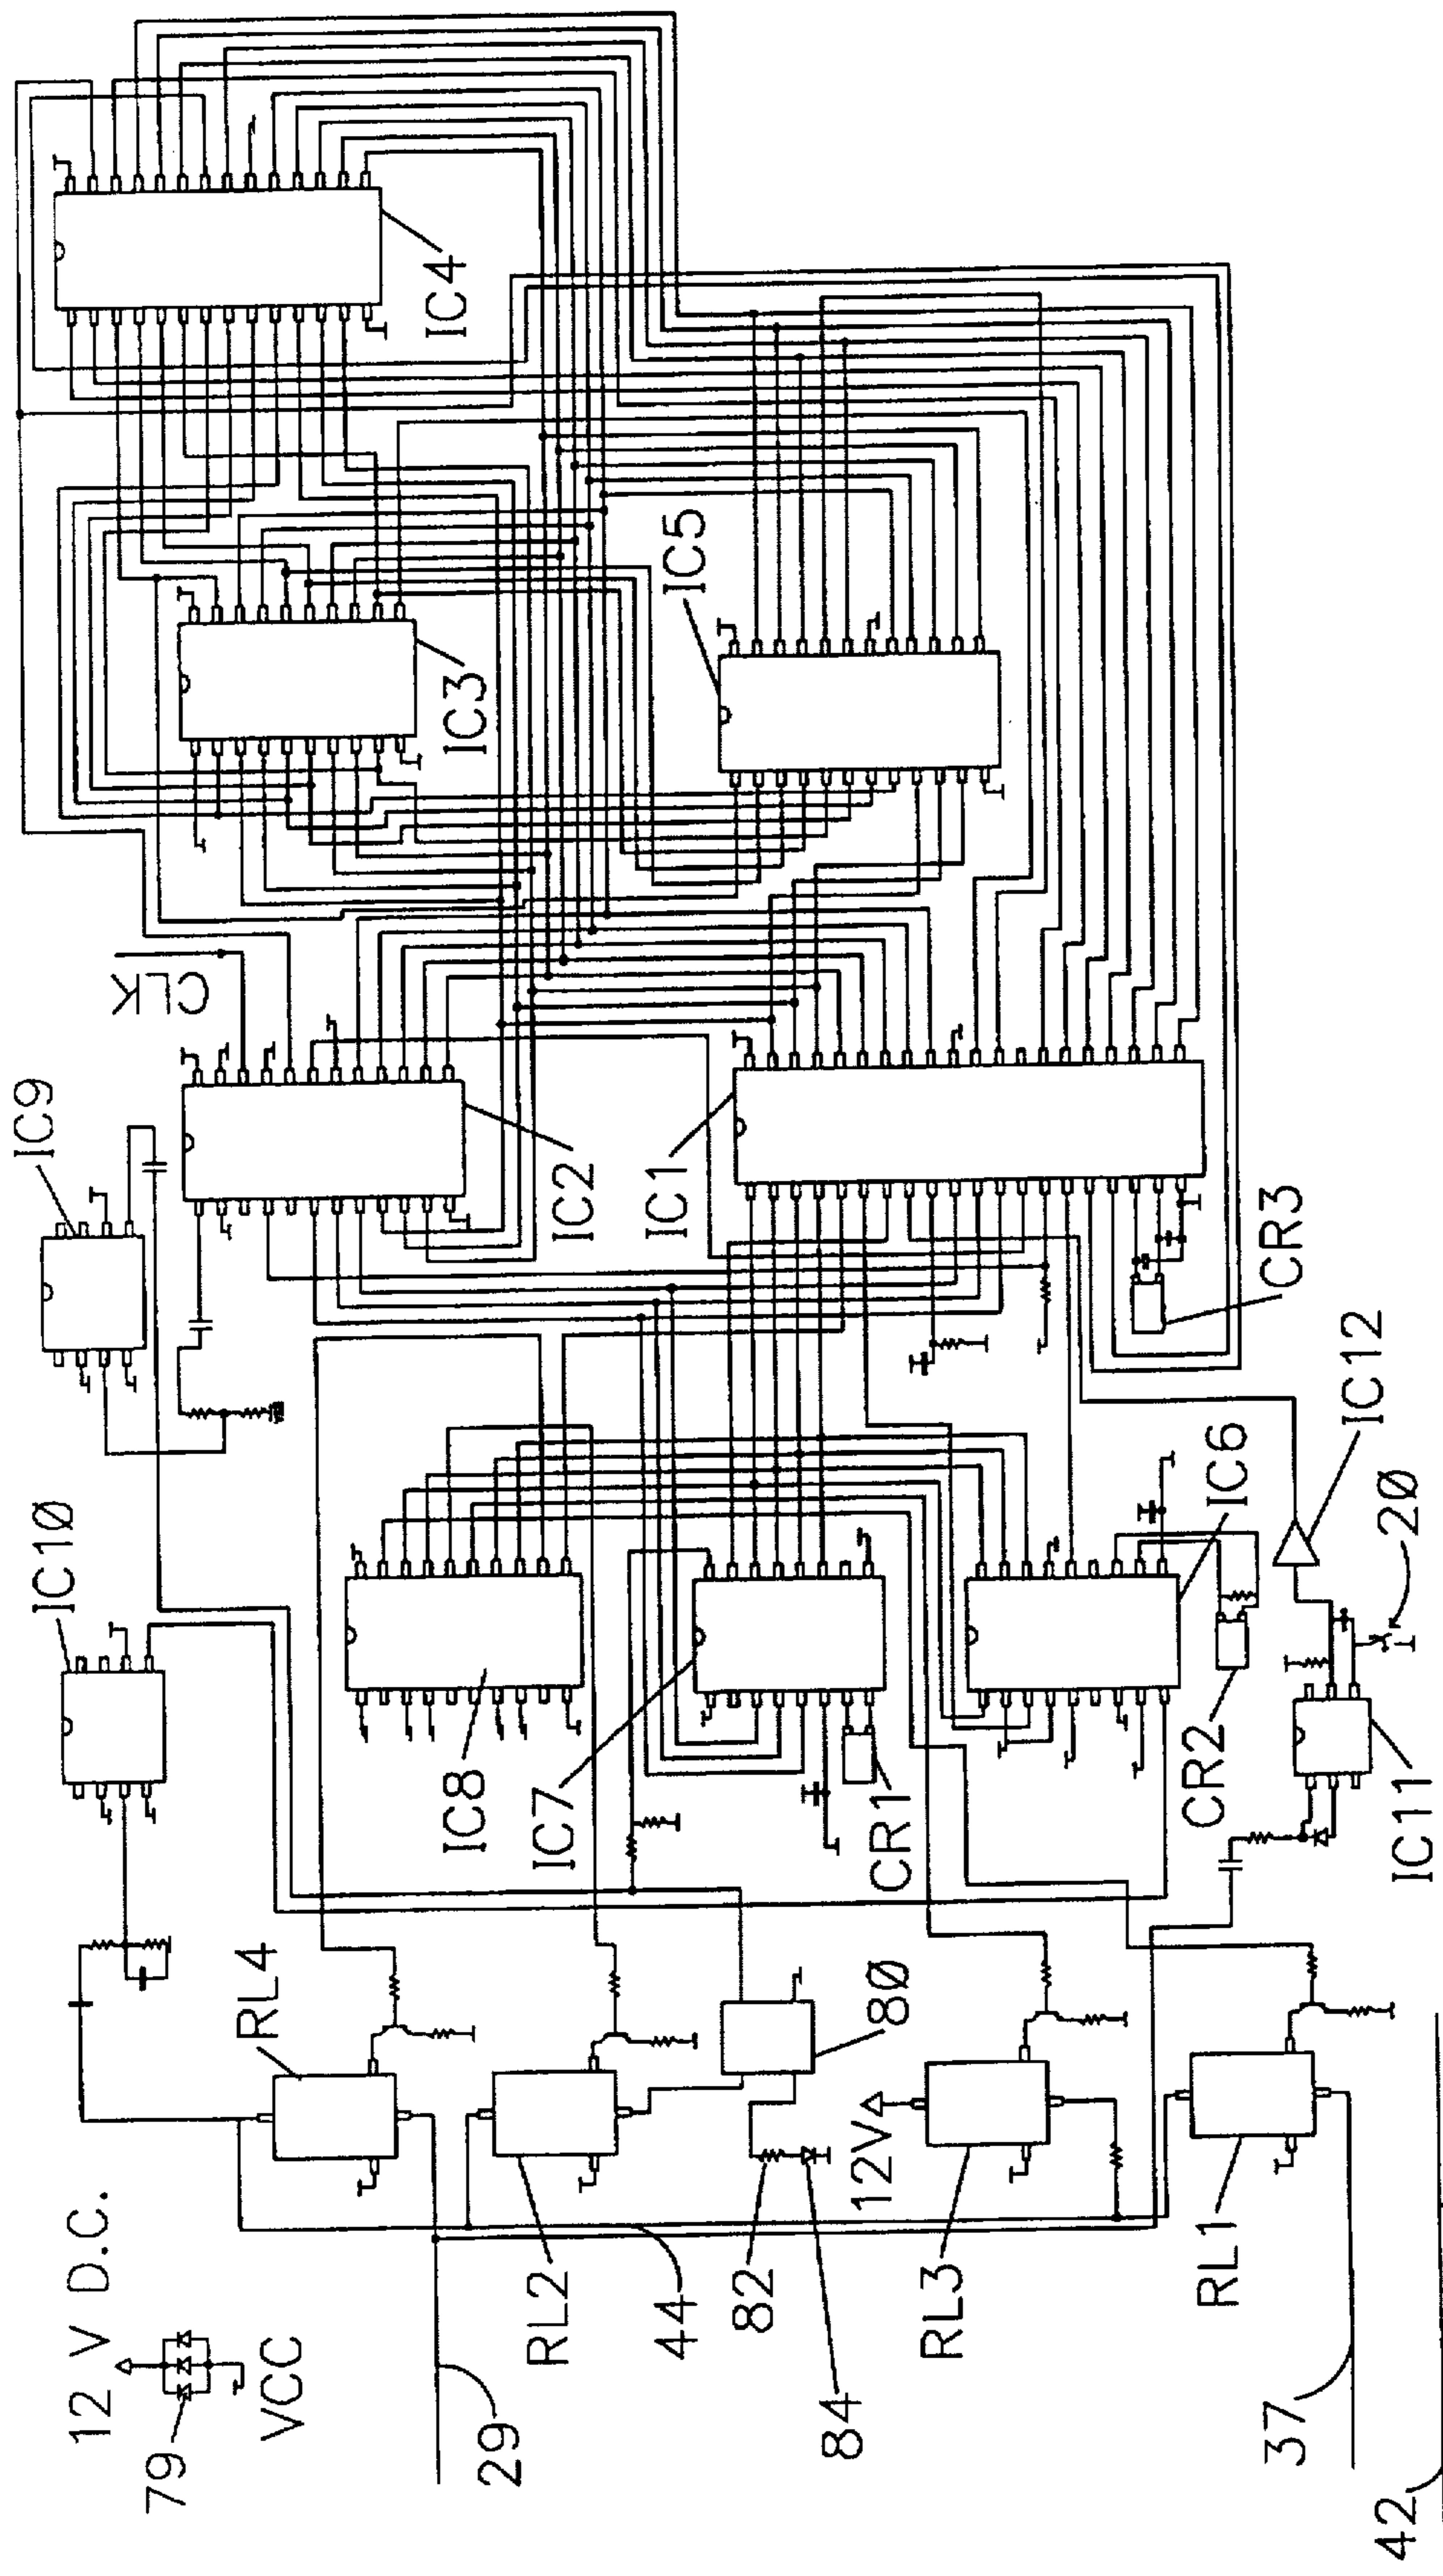 IC4
IC3
IC5
CLK
IC9
IC2
IC1
CR3
IC12
IC10
IC6
20
IC8
IC7
CR1
CR2
IC11
RL4
80
12V
12 V D.C.
RL2
44
82
RL3
RL1
79
VCC
29
84
37
42